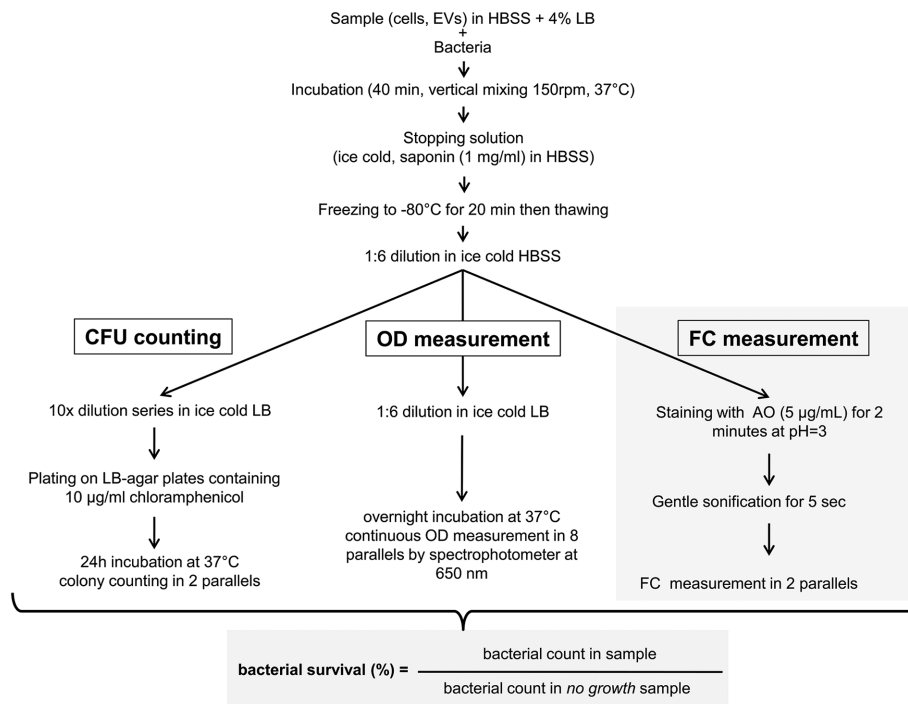 Sample (cells, EVs) in HBSS + 4% LB
+
Bacteria
Incubation (40 min, vertical mixing 150rpm, 37°C)
Stopping solution
(ice cold, saponin (1 mg/ml) in HBSS)
Freezing to -80°C for 20 min then thawing
1:6 dilution in ice cold HBSS
CFU counting
10x dilution series in ice cold LB
Plating on LB-agar plates containing
10 µg/ml chloramphenicol
24h incubation at 37°C
colony counting in 2 parallels
OD measurement
1:6 dilution in ice cold LB
overnight incubation at 37°C
continuous OD measurement in 8
parallels by spectrophotometer at
650 nm
FC measurement
Staining with AO (5 µg/mL) for 2
minutes at pH=3
Gentle sonification for 5 sec
FC measurement in 2 parallels
bacterial survival (%) =
bacterial count in sample
bacterial count in no growth sample